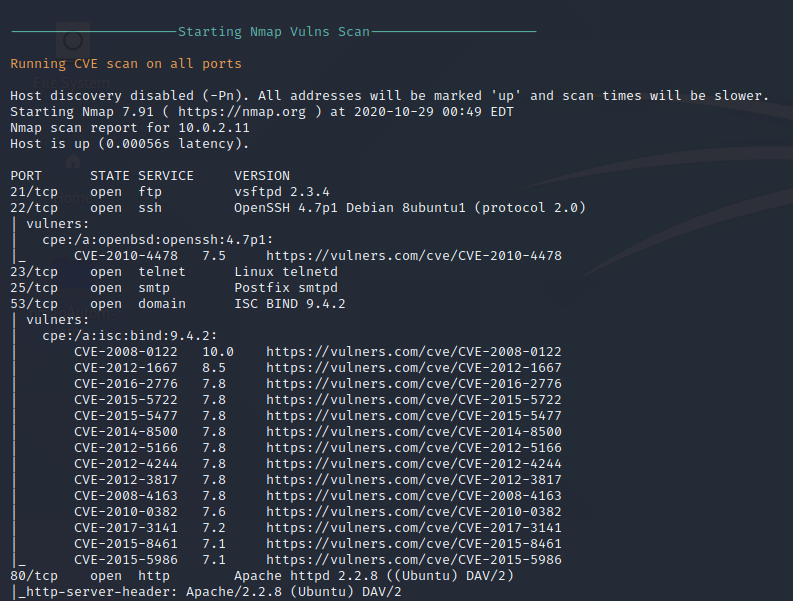 ---------------------Starting Nmap Vulns Scan---------------------
Running CVE scan on all ports
Host discovery disabled (-Pn). All addresses will be marked 'up' and scan times will be slower.
Starting Nmap 7.91 ( https://nmap.org ) at 2020-10-29 00:49 EDT
Nmap scan report for 10.0.2.11
Host is up (0.00056s latency).
PORT      STATE SERVICE     VERSION
21/tcp    open  ftp         vsftpd 2.3.4
22/tcp    open  ssh         OpenSSH 4.7p1 Debian 8ubuntu1 (protocol 2.0)
| vulners:
|   cpe:/a:openbsd:openssh:4.7p1:
|_      CVE-2010-4478   7.5     https://vulners.com/cve/CVE-2010-4478
23/tcp    open  telnet      Linux telnetd
25/tcp    open  smtp        Postfix smtpd
53/tcp    open  domain      ISC BIND 9.4.2
| vulners:
|   cpe:/a:isc:bind:9.4.2:
|       CVE-2008-0122   10.0    https://vulners.com/cve/CVE-2008-0122
|       CVE-2012-1667   8.5     https://vulners.com/cve/CVE-2012-1667
|       CVE-2016-2776   7.8     https://vulners.com/cve/CVE-2016-2776
|       CVE-2015-5722   7.8     https://vulners.com/cve/CVE-2015-5722
|       CVE-2015-5477   7.8     https://vulners.com/cve/CVE-2015-5477
|       CVE-2014-8500   7.8     https://vulners.com/cve/CVE-2014-8500
|       CVE-2012-5166   7.8     https://vulners.com/cve/CVE-2012-5166
|       CVE-2012-4244   7.8     https://vulners.com/cve/CVE-2012-4244
|       CVE-2012-3817   7.8     https://vulners.com/cve/CVE-2012-3817
|       CVE-2008-4163   7.8     https://vulners.com/cve/CVE-2008-4163
|       CVE-2010-0382   7.6     https://vulners.com/cve/CVE-2010-0382
|       CVE-2017-3141   7.2     https://vulners.com/cve/CVE-2017-3141
|       CVE-2015-8461   7.1     https://vulners.com/cve/CVE-2015-8461
|_      CVE-2015-5986   7.1     https://vulners.com/cve/CVE-2015-5986
80/tcp    open  http        Apache httpd 2.2.8 ((Ubuntu) DAV/2)
|_http-server-header: Apache/2.2.8 (Ubuntu) DAV/2